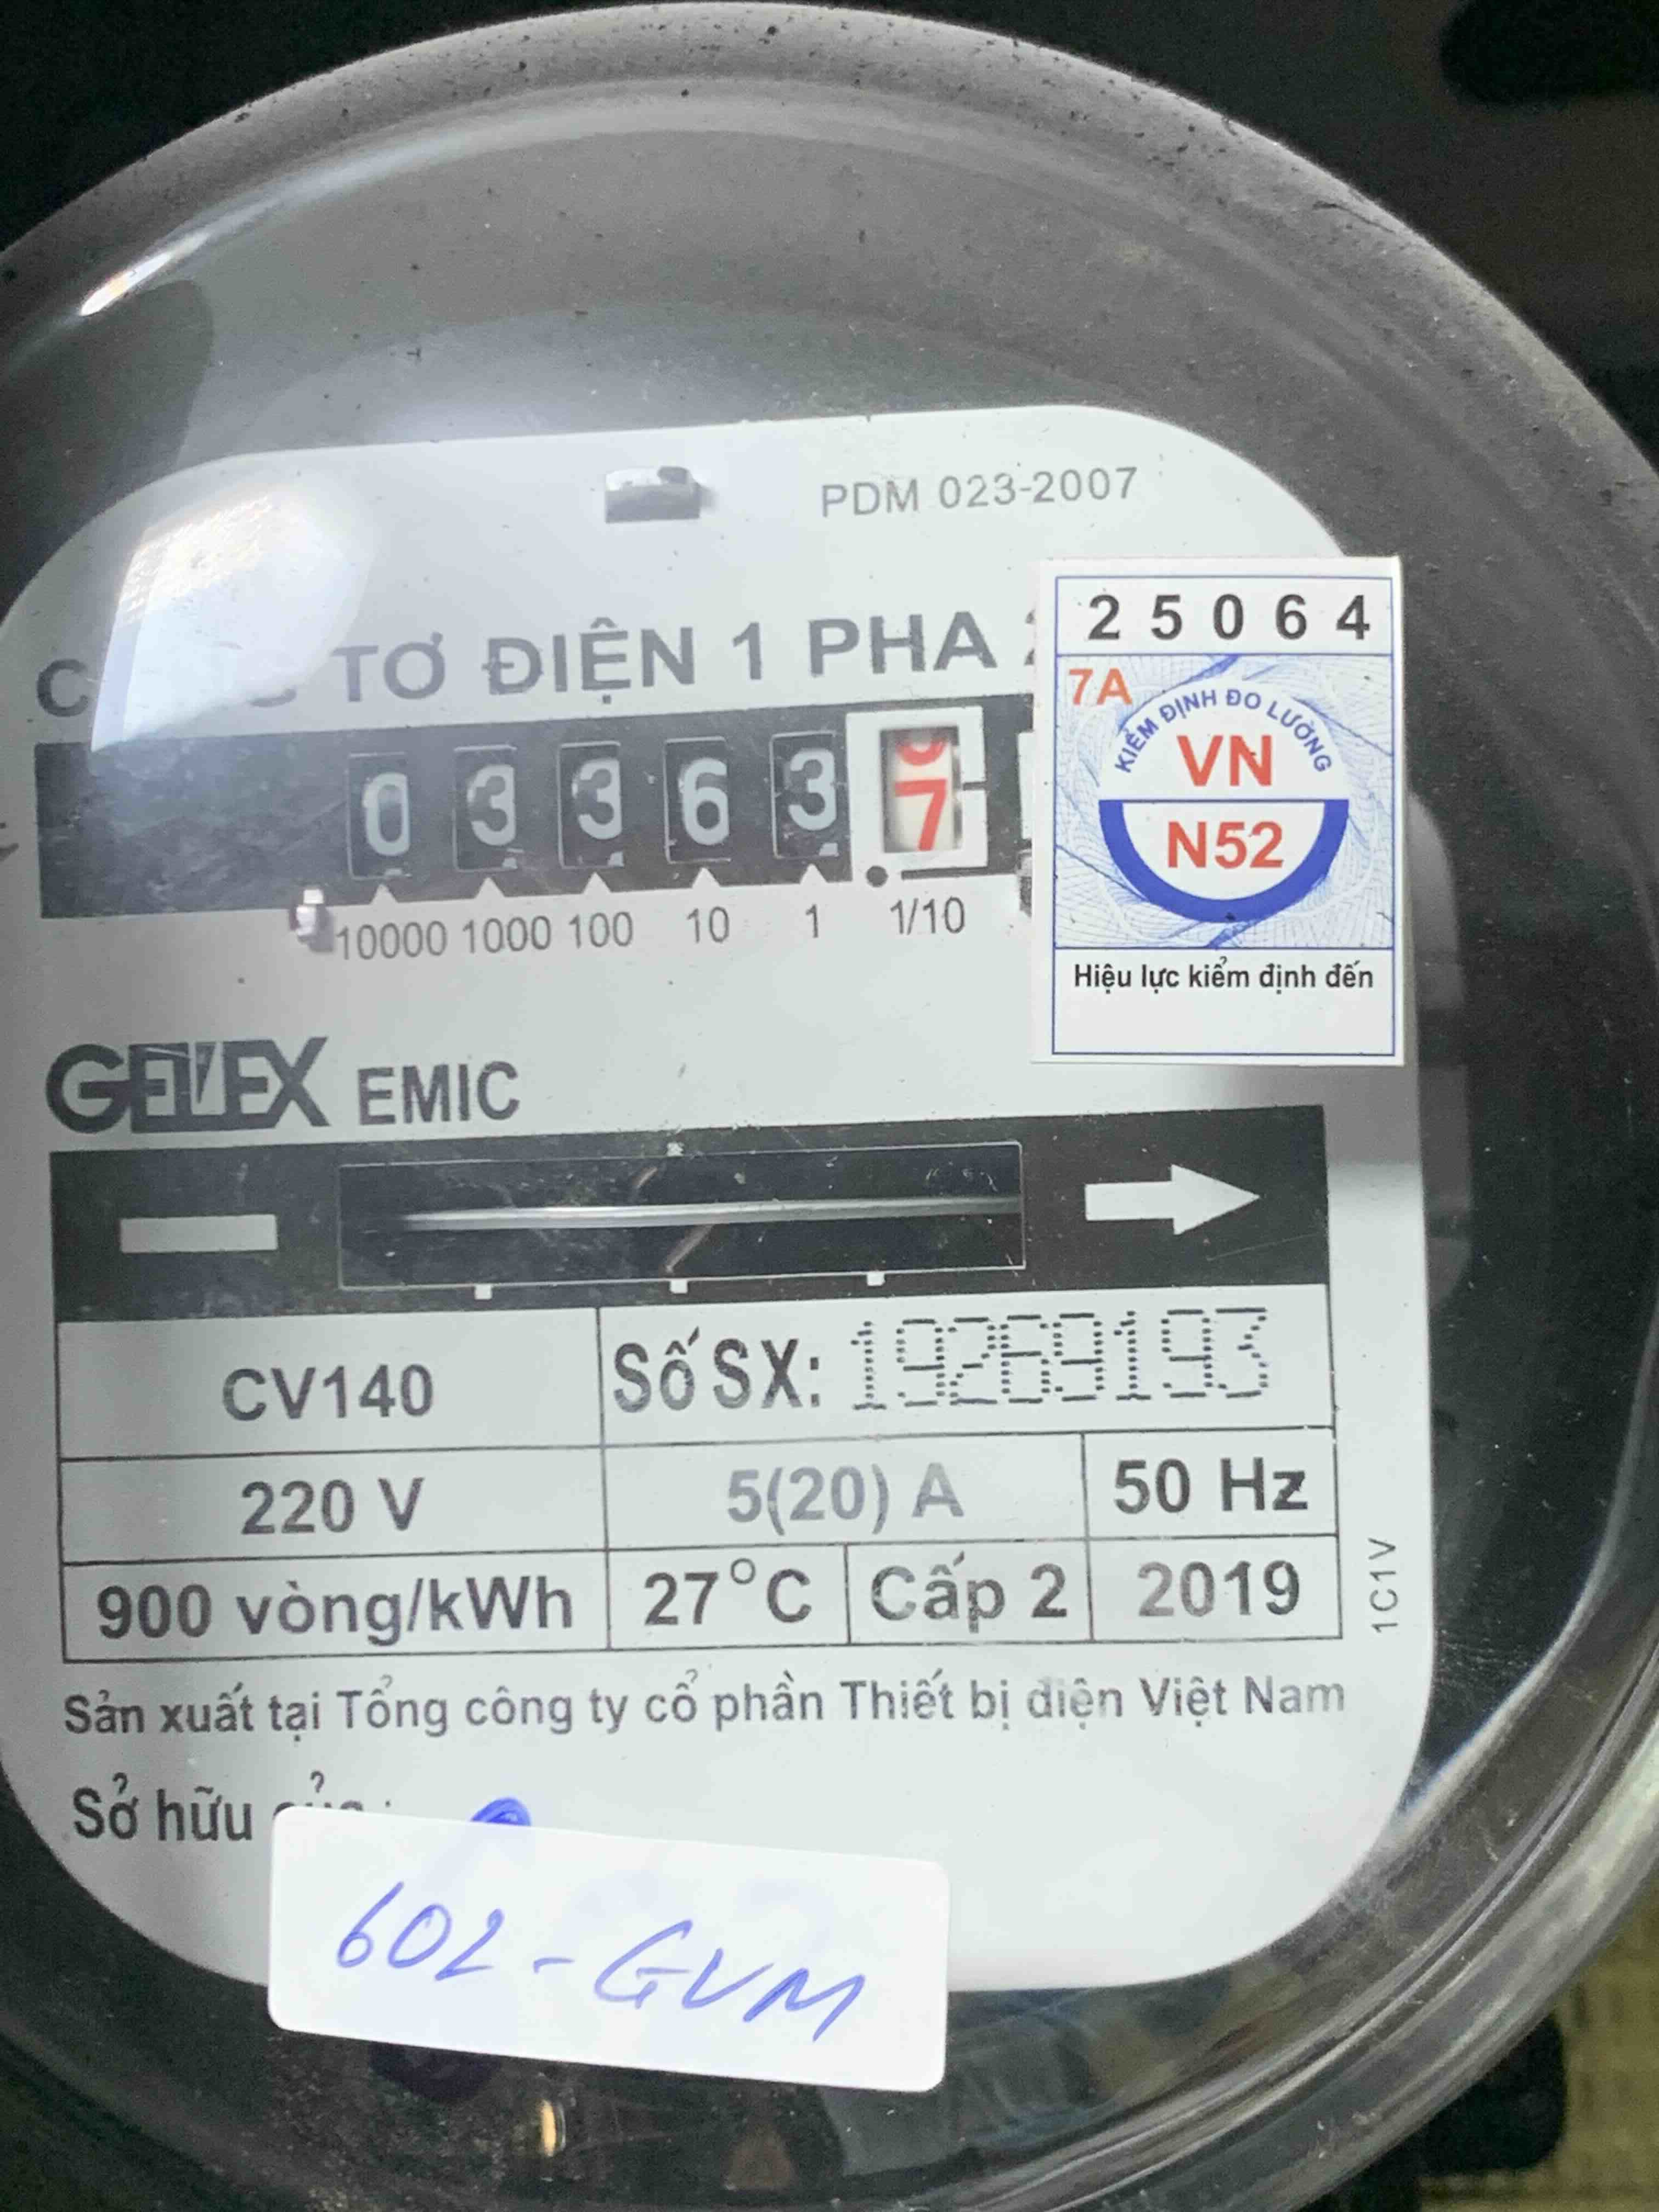 PDM 023-2007
TƠ ĐIỆN 1 PHA
25064
7A
KIỂM ĐỊNH ĐO LƯỜNG
VN
N52
Hiệu lực kiểm định đến
0 3 3 6 3 7
10000 1000 100 10 1 1/10
GELEX EMIC
CV140 Số SX: 19269193
220 V 5(20) A 50 Hz
900 vòng/kWh 27°C Cấp 2 2019
1C1V
Sản xuất tại Tổng công ty cổ phần Thiết bị điện Việt Nam
Sở hữu
602 - GVM